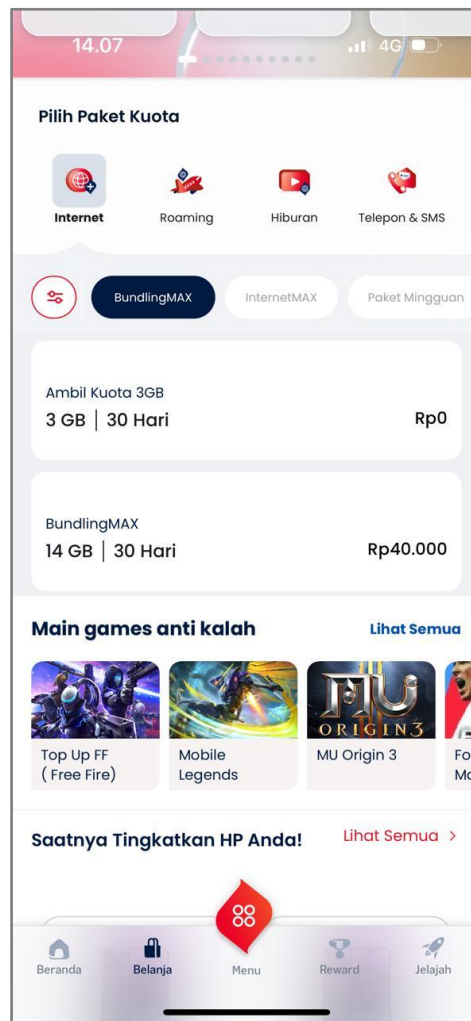 14.07
4G
Pilih Paket Kuota
Internet
Roaming
Hiburan
Telepon & SMS
BundlingMAX
InternetMAX
Paket Mingguan
Ambil Kuota 3GB
3 GB | 30 Hari
Rp0
BundlingMAX
14 GB | 30 Hari
Rp40.000
Main games anti kalah
Lihat Semua
MU
ORIGIN3
Top Up FF
( Free Fire)
Mobile
Legends
MU Origin 3
Fo
Mo
Saatnya Tingkatkan HP Anda!
Lihat Semua >
Beranda
Belanja
Menu
Reward
Jelajah